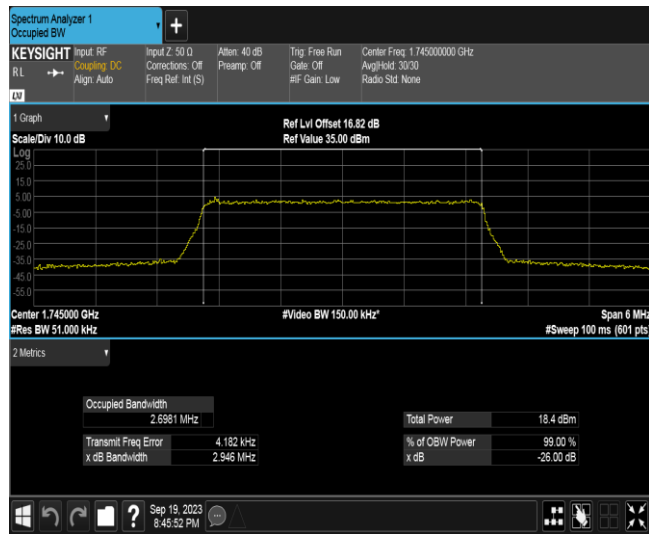 Spectrum Analyzer 1
Occupied BW
+
KEYSIGHT
RL
LXI
Input: RF
Coupling: DC
Align: Auto
Input Z: 50 Ω
Corrections: Off
Freq Ref: Int (S)
Atten: 40 dB
Preamp: Off
Trig: Free Run
Gate: Off
#IF Gain: Low
Center Freq: 1.745000000 GHz
Avg|Hold: 30/30
Radio Std: None
1 Graph
Scale/Div 10.0 dB
Ref Lvl Offset 16.82 dB
Ref Value 35.00 dBm
Log
25.0
15.0
5.00
-5.00
-15.0
-25.0
-35.0
-45.0
-55.0
Center 1.745000 GHz
#Video BW 150.00 kHz*
Span 6 MHz
#Res BW 51.000 kHz
#Sweep 100 ms (601 pts)
2 Metrics
Occupied Bandwidth
2.6981 MHz
Total Power 18.4 dBm
Transmit Freq Error 4.182 kHz
% of OBW Power 99.00 %
x dB Bandwidth 2.946 MHz
x dB -26.00 dB
?
Sep 19, 2023
8:45:52 PM